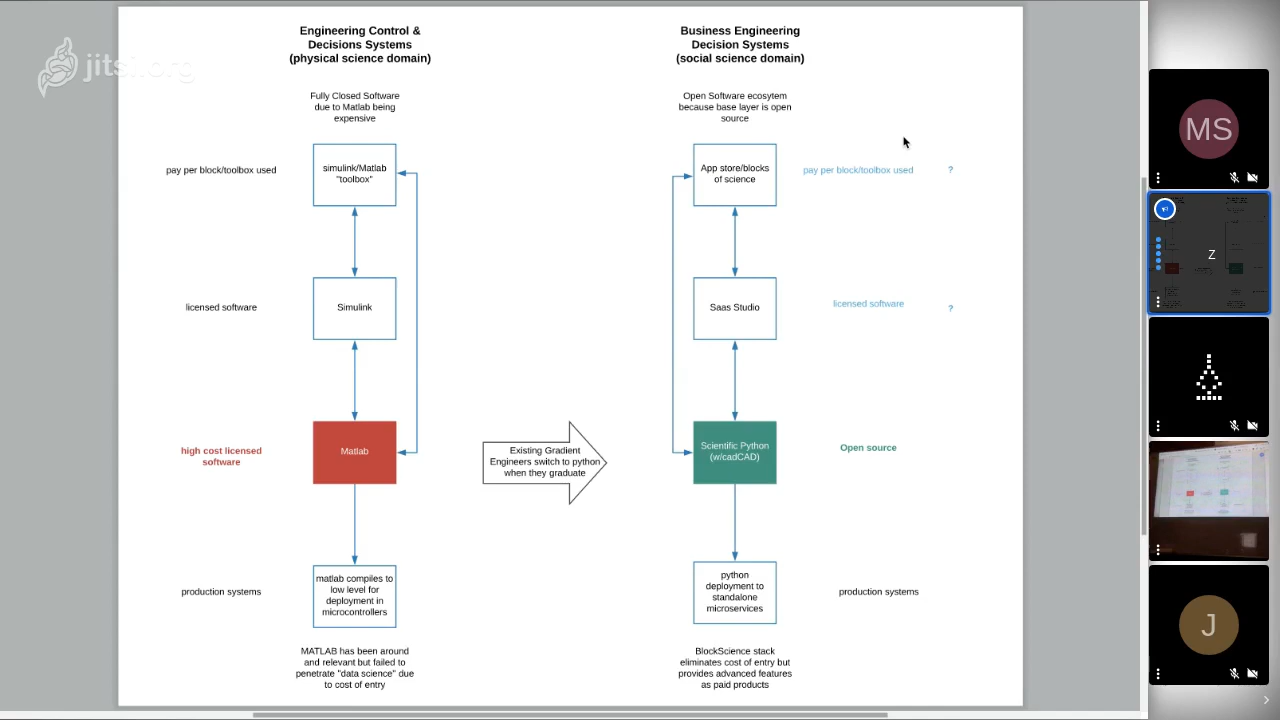 Engineering Control &
Decisions Systems
(physical science domain)
Business Engineering
Decision Systems
(social science domain)
jitsi.org
Fully Closed Software
due to Matlab being
expensive
Open Software ecosytem
because base layer is open
source
pay per block/toolbox used
simulink/Matlab
"toolbox"
App store/blocks
of science
pay per block/toolbox used
?
licensed software
Simulink
Saas Studio
licensed software
?
high cost licensed
software
Matlab
Existing Gradient
Engineers switch to python
when they graduate
Scientific Python
(w/cadCAD)
Open source
production systems
matlab compiles to
low level for
deployment in
microcontrollers
python
deployment to
standalone
microservices
production systems
MATLAB has been around
and relevant but failed to
penetrate "data science" due
to cost of entry
BlockScience stack
eliminates cost of entry but
provides advanced features
as paid products
MS
Z
J